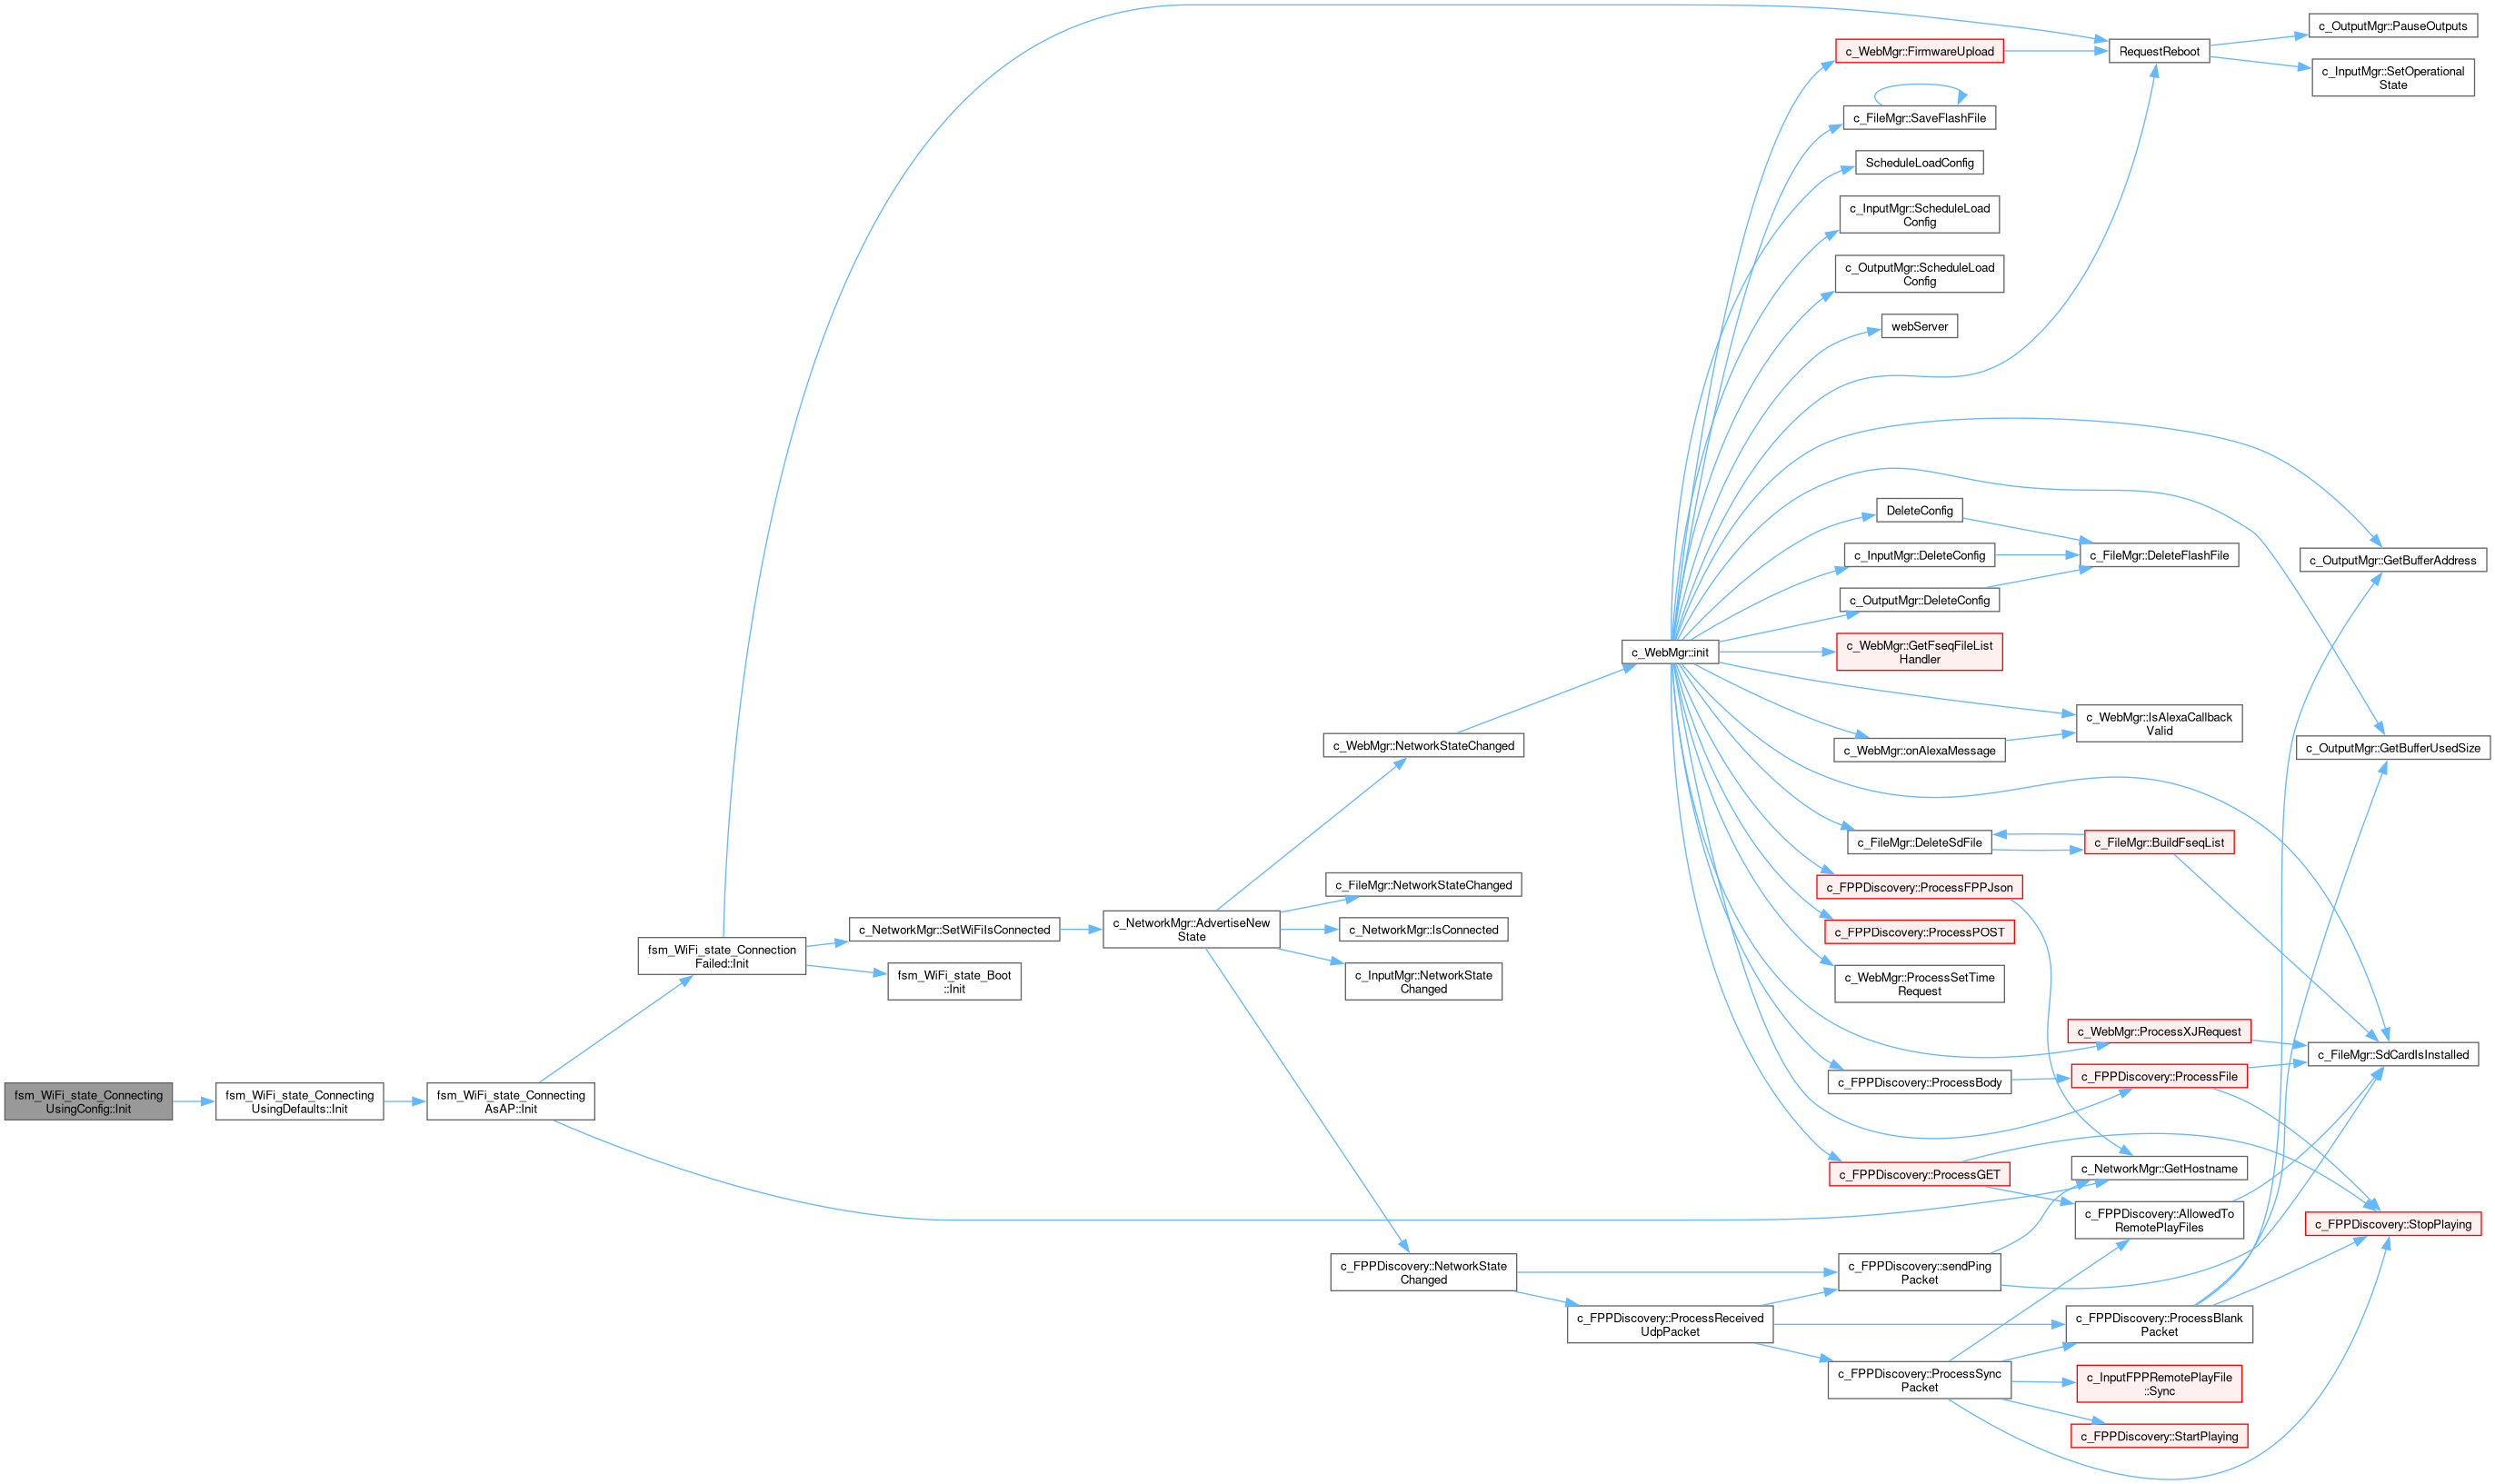 fsm_WiFi_state_Connecting
UsingConfig::Init
fsm_WiFi_state_Connecting
UsingDefaults::Init
fsm_WiFi_state_Connecting
AsAP::Init
fsm_WiFi_state_Connection
Failed::Init
c_NetworkMgr::SetWiFiIsConnected
fsm_WiFi_state_Boot
::Init
c_NetworkMgr::AdvertiseNew
State
c_WebMgr::NetworkStateChanged
c_FileMgr::NetworkStateChanged
c_NetworkMgr::IsConnected
c_InputMgr::NetworkState
Changed
c_FPPDiscovery::NetworkState
Changed
c_FPPDiscovery::ProcessReceived
UdpPacket
c_WebMgr::init
c_WebMgr::FirmwareUpload
c_FileMgr::SaveFlashFile
ScheduleLoadConfig
c_InputMgr::ScheduleLoad
Config
c_OutputMgr::ScheduleLoad
Config
webServer
DeleteConfig
c_InputMgr::DeleteConfig
c_OutputMgr::DeleteConfig
c_WebMgr::GetFseqFileList
Handler
c_WebMgr::onAlexaMessage
c_FileMgr::DeleteSdFile
c_FPPDiscovery::ProcessFPPJson
c_FPPDiscovery::ProcessPOST
c_WebMgr::ProcessSetTime
Request
c_FPPDiscovery::ProcessBody
c_FPPDiscovery::ProcessGET
c_FPPDiscovery::sendPing
Packet
c_FPPDiscovery::ProcessSync
Packet
RequestReboot
c_FileMgr::DeleteFlashFile
c_WebMgr::IsAlexaCallback
Valid
c_FileMgr::BuildFseqList
c_WebMgr::ProcessXJRequest
c_FPPDiscovery::ProcessFile
c_NetworkMgr::GetHostname
c_FPPDiscovery::AllowedTo
RemotePlayFiles
c_FPPDiscovery::ProcessBlank
Packet
c_InputFPPRemotePlayFile
::Sync
c_FPPDiscovery::StartPlaying
c_OutputMgr::PauseOutputs
c_InputMgr::SetOperational
State
c_OutputMgr::GetBufferAddress
c_OutputMgr::GetBufferUsedSize
c_FileMgr::SdCardIsInstalled
c_FPPDiscovery::StopPlaying